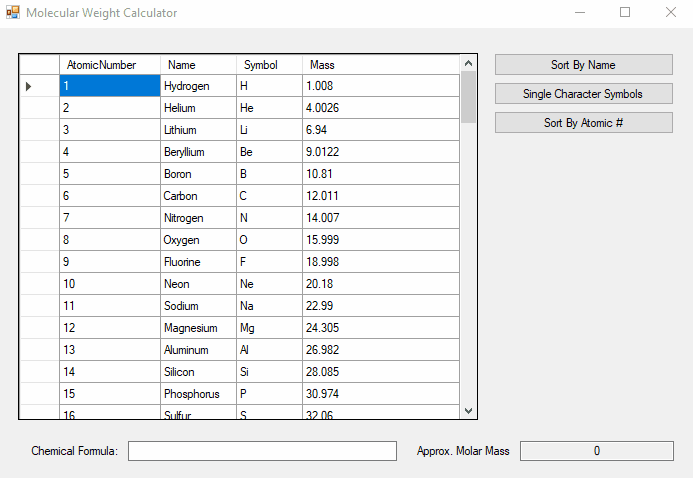 Molecular Weight Calculator
AtomicNumber Name Symbol Mass
1 Hydrogen H 1.008
2 Helium He 4.0026
3 Lithium Li 6.94
4 Beryllium Be 9.0122
5 Boron B 10.81
6 Carbon C 12.011
7 Nitrogen N 14.007
8 Oxygen O 15.999
9 Fluorine F 18.998
10 Neon Ne 20.18
11 Sodium Na 22.99
12 Magnesium Mg 24.305
13 Aluminum Al 26.982
14 Silicon Si 28.085
15 Phosphorus P 30.974
16 Sulfur S 32.06
Sort By Name
Single Character Symbols
Sort By Atomic #
Chemical Formula:
Approx. Molar Mass 0